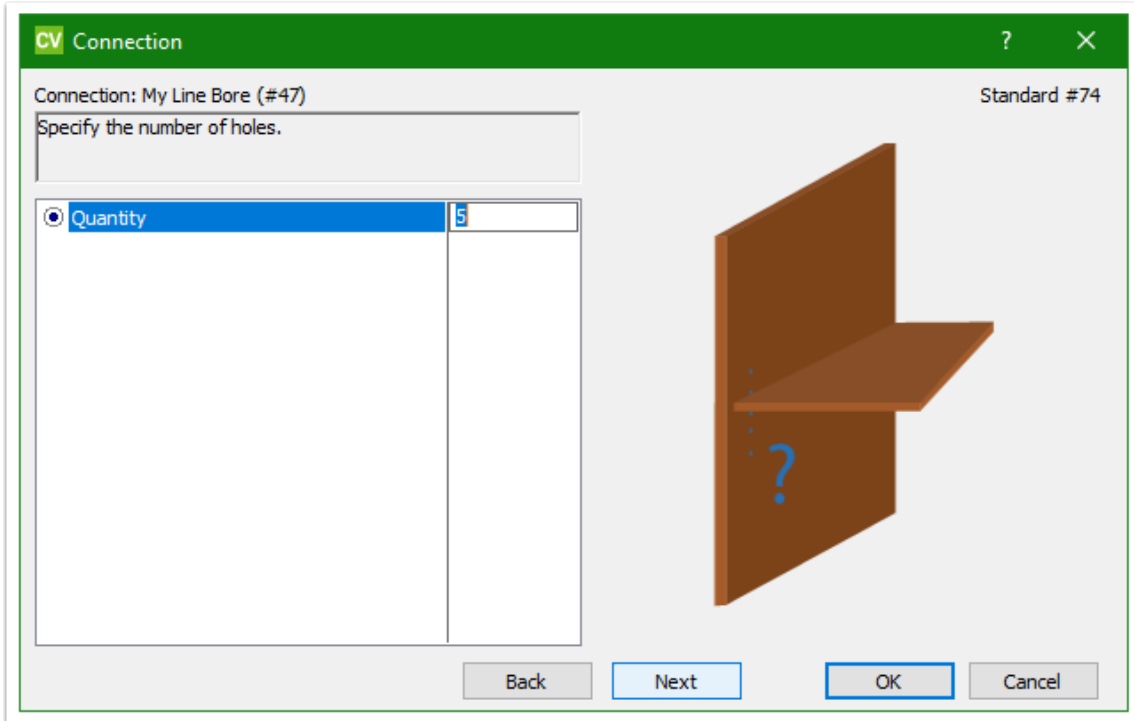 CV Connection ? ×
Connection: My Line Bore (#47) Standard #74
Specify the number of holes.
Quantity 5
?
Back Next OK Cancel